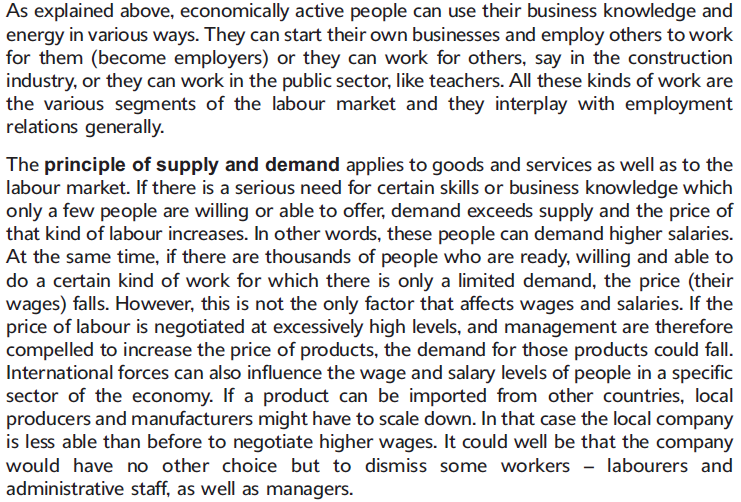 As explained above, economically active people can use their business knowledge and
energy in various ways. They can start their own businesses and employ others to work
for them (become employers) or they can work for others, say in the construction
industry, or they can work in the public sector, like teachers. All these kinds of work are
the various segments of the labour market and they interplay with employment
relations generally.
The principle of supply and demand applies to goods and services as well as to the
labour market. If there is a serious need for certain skills or business knowledge which
only a few people are willing or able to offer, demand exceeds supply and the price of
that kind of labour increases. In other words, these people can demand higher salaries.
At the same time, if there are thousands of people who are ready, willing and able to
do a certain kind of work for which there is only a limited demand, the price (their
wages) falls. However, this is not the only factor that affects wages and salaries. If the
price of labour is negotiated at excessively high levels, and management are therefore
compelled to increase the price of products, the demand for those products could fall.
International forces can also influence the wage and salary levels of people in a specific
sector of the economy. If a product can be imported from other countries, local
producers and manufacturers might have to scale down. In that case the local company
is less able than before to negotiate higher wages. It could well be that the company
would have no other choice but to dismiss some workers – labourers and
administrative staff, as well as managers.